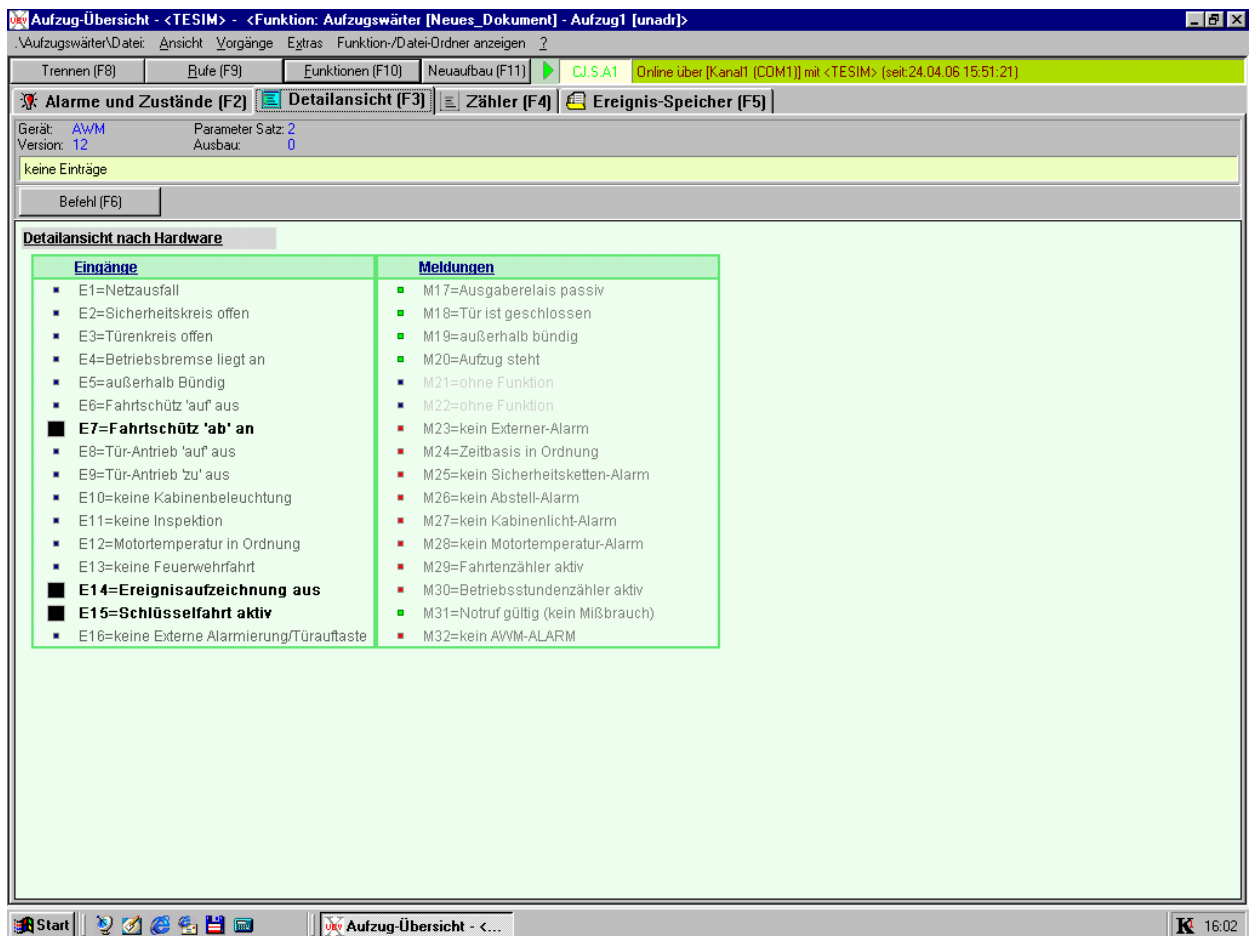 UBV Aufzug-Übersicht - <TESIM> - <Funktion: Aufzugswärter [Neues_Dokument] - Aufzug1 [unadr]>
.\Aufzugswärter\Datei: Ansicht Vorgänge Extras Funktion-/Datei-Ordner anzeigen ?
Trennen (F8) Rufe (F9) Funktionen (F10) Neuaufbau (F11) CJ.S.A1 Online über [Kanal1 (COM1)] mit <TESIM> (seit:24.04.06 15:51:21)
Alarme und Zustände (F2) Detailansicht (F3) Zähler (F4) Ereignis-Speicher (F5)
Gerät: AWM Parameter Satz: 2
Version: 12 Ausbau: 0
keine Einträge
Befehl (F6)
Detailansicht nach Hardware
Eingänge Meldungen
E1=Netzausfall M17=Ausgaberelais passiv
E2=Sicherheitskreis offen M18=Tür ist geschlossen
E3=Türenkreis offen M19=außerhalb bündig
E4=Betriebsbremse liegt an M20=Aufzug steht
E5=außerhalb Bündig M21=ohne Funktion
E6=Fahrtschütz 'auf' aus M22=ohne Funktion
E7=Fahrtschütz 'ab' an M23=kein Externer-Alarm
E8=Tür-Antrieb 'auf' aus M24=Zeitbasis in Ordnung
E9=Tür-Antrieb 'zu' aus M25=kein Sicherheitsketten-Alarm
E10=keine Kabinenbeleuchtung M26=kein Abstell-Alarm
E11=keine Inspektion M27=kein Kabinenlicht-Alarm
E12=Motortemperatur in Ordnung M28=kein Motortemperatur-Alarm
E13=keine Feuerwehrfahrt M29=Fahrtenzähler aktiv
E14=Ereignisaufzeichnung aus M30=Betriebsstundenzähler aktiv
E15=Schlüsselfahrt aktiv M31=Notruf gültig (kein Mißbrauch)
E16=keine Externe Alarmierung/Türauftaste M32=kein AWM-ALARM
Start UBV Aufzug-Übersicht - <... K 16:02